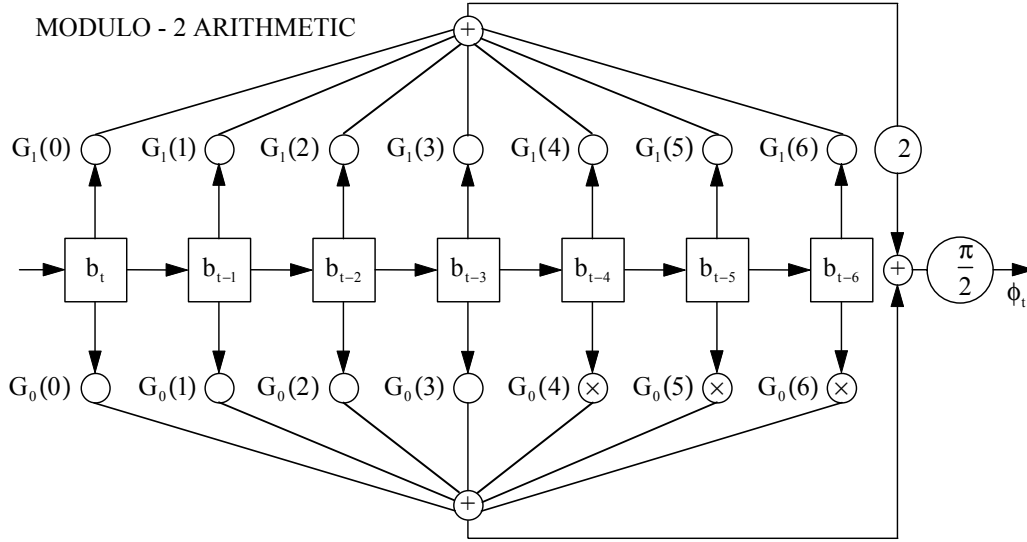 MODULO - 2 ARITHMETIC
+
G₁(0) G₁(1) G₁(2) G₁(3) G₁(4) G₁(5) G₁(6) 2
bₜ bₜ₋₁ bₜ₋₂ bₜ₋₃ bₜ₋₄ bₜ₋₅ bₜ₋₆ + π/2
ϕₜ
G₀(0) G₀(1) G₀(2) G₀(3) G₀(4) × G₀(5) × G₀(6) ×
+